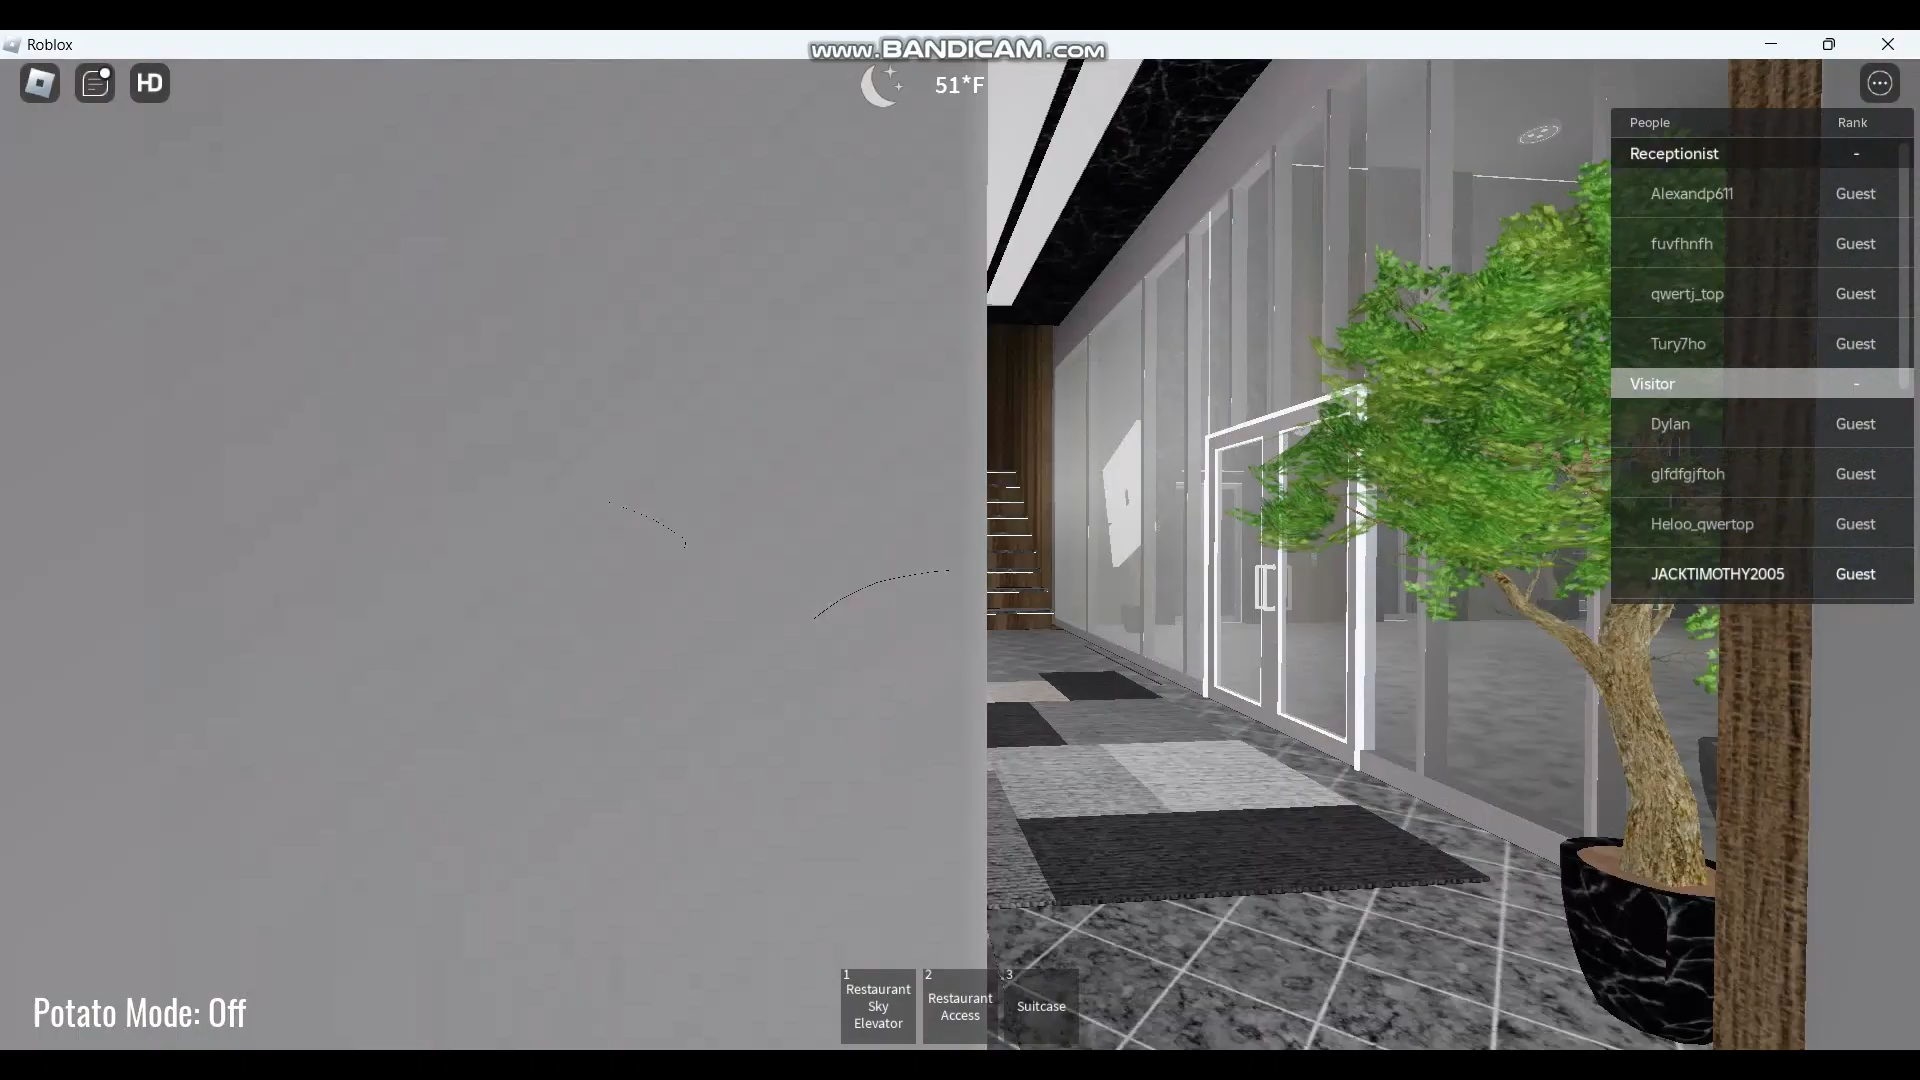 Roblox
www.BANDICAM.com
HD
51*F
People Rank
Receptionist -
Alexandp611 Guest
fuvfhnfh Guest
qwertj_top Guest
Tury7ho Guest
Visitor -
Dylan Guest
glfdfgjftoh Guest
Heloo_qwertop Guest
JACKTIMOTHY2005 Guest
1
Restaurant
Sky
Elevator
2
Restaurant
Access
3
Suitcase
Potato Mode: Off